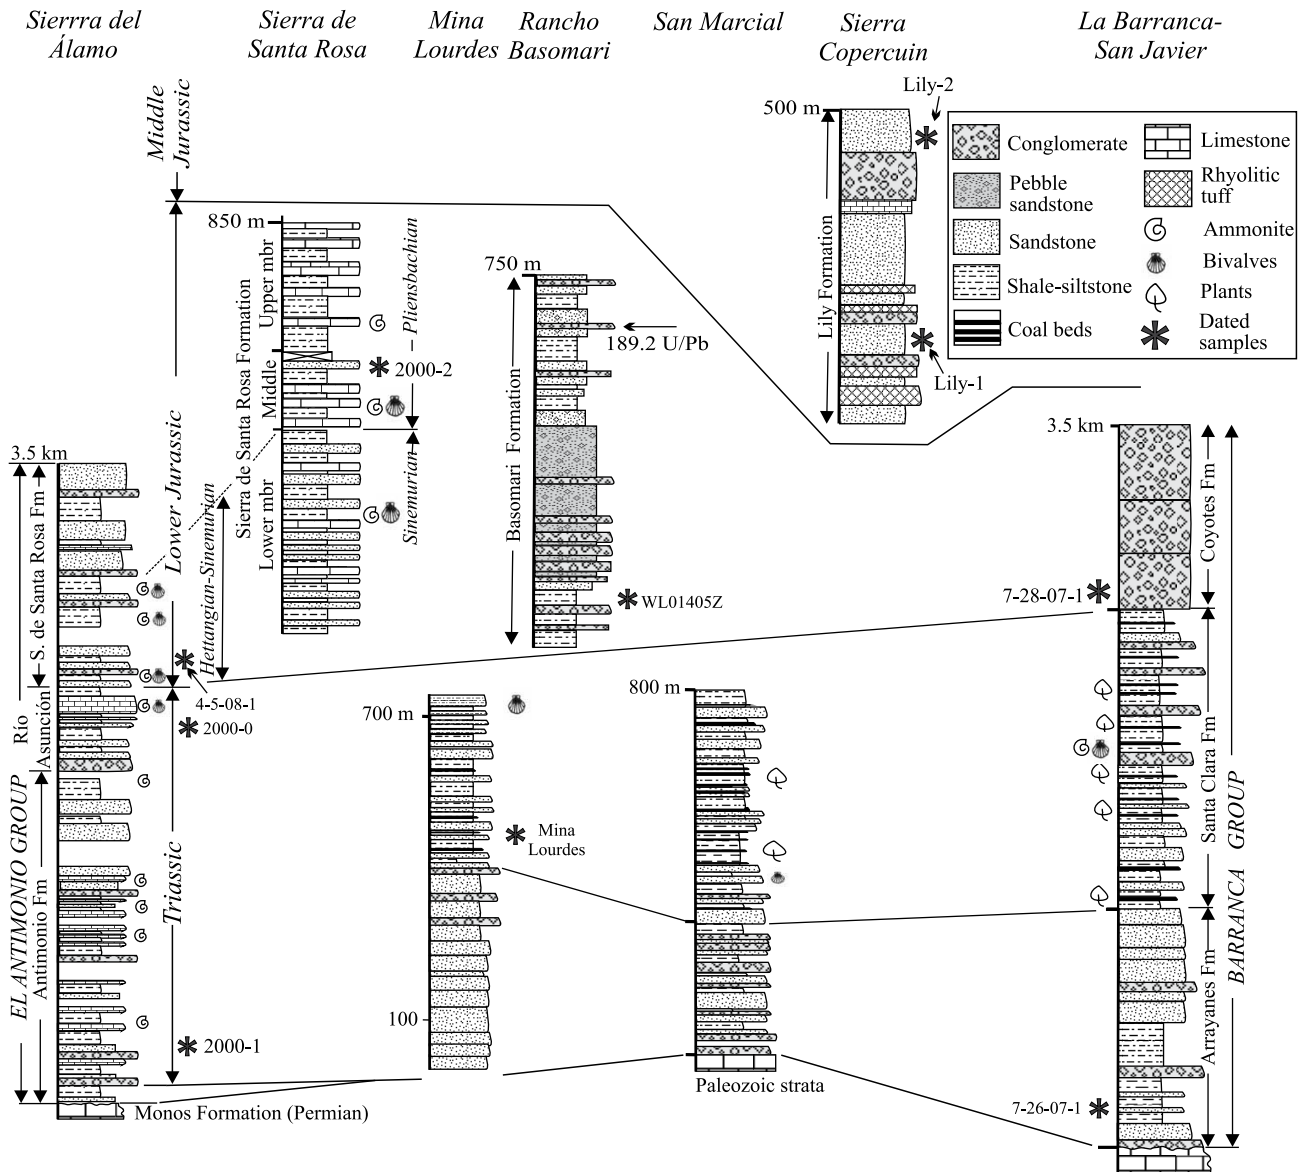 Sierrra del
Álamo
Sierra de
Santa Rosa
Mina
Lourdes
Rancho
Basomari
San Marcial
Sierra
Copercuin
La Barranca-
San Javier
Middle
Jurassic
Lower Jurassic
Triassic
3.5 km
S. de Santa Rosa Fm
Río
Asunción
EL ANTIMONIO GROUP
Antimonio Fm
4-5-08-1
2000-0
2000-1
Monos Formation (Permian)
Hettangian-Sinemurian
850 m
Sierra de Santa Rosa Formation
Upper mbr
Middle
Lower mbr
Pliensbachian
Sinemurian
2000-2
700 m
100
Mina
Lourdes
750 m
Basomari Formation
189.2 U/Pb
WL01405Z
800 m
Paleozoic strata
500 m
Lily Formation
Lily-2
Lily-1
Conglomerate
Pebble
sandstone
Sandstone
Shale-siltstone
Coal beds
Limestone
Rhyolitic
tuff
Ammonite
Bivalves
Plants
Dated
samples
3.5 km
Coyotes Fm
Santa Clara Fm
Arrayanes Fm
BARRANCA GROUP
7-28-07-1
7-26-07-1